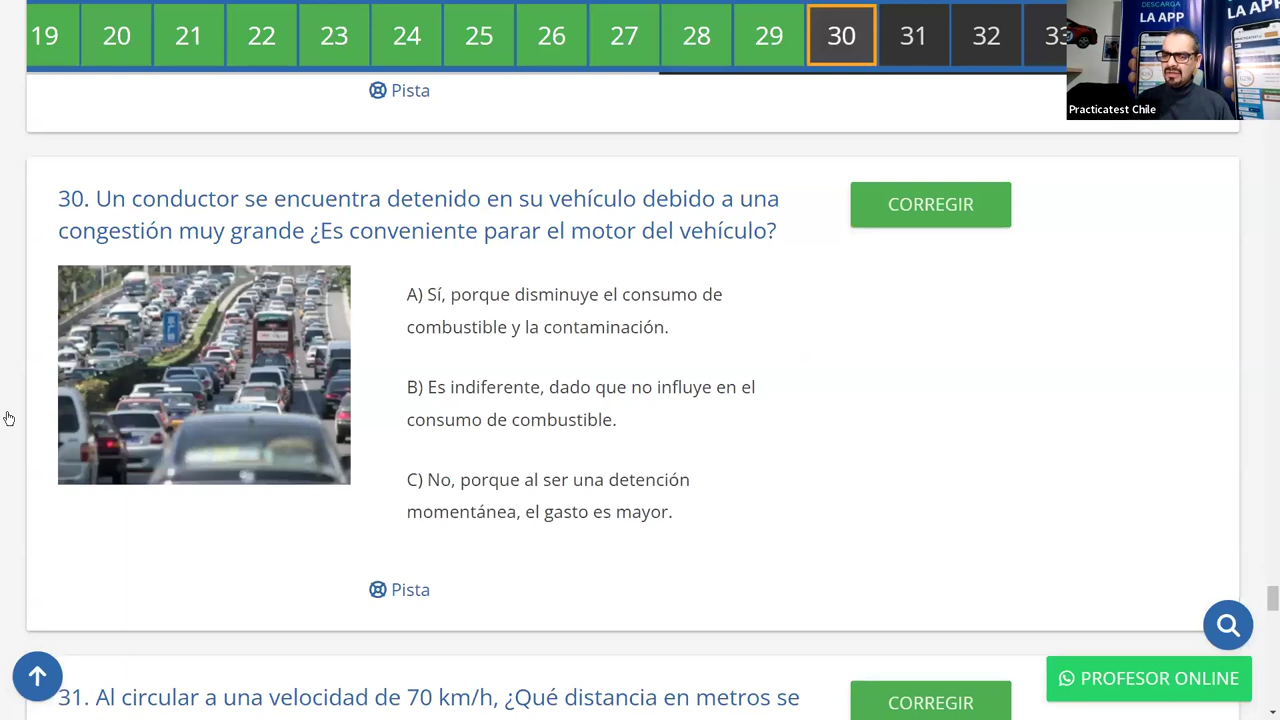 19 20 21 22 23 24 25 26 27 28 29 30 31 32 33
DESCARGA
LA APP
LA APP
Practicatest Chile
Pista
30. Un conductor se encuentra detenido en su vehículo debido a una
congestión muy grande ¿Es conveniente parar el motor del vehículo?
CORREGIR
A) Sí, porque disminuye el consumo de
combustible y la contaminación.
B) Es indiferente, dado que no influye en el
consumo de combustible.
C) No, porque al ser una detención
momentánea, el gasto es mayor.
Pista
PROFESOR ONLINE
31. Al circular a una velocidad de 70 km/h, ¿Qué distancia en metros se
CORREGIR